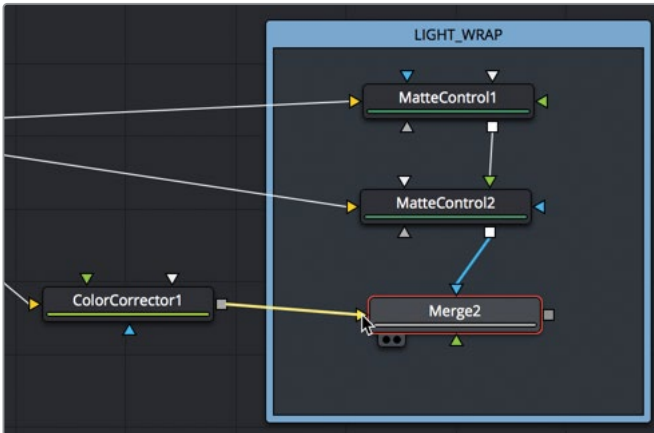 LIGHT_WRAP
MatteControl1
MatteControl2
ColorCorrector1
Merge2